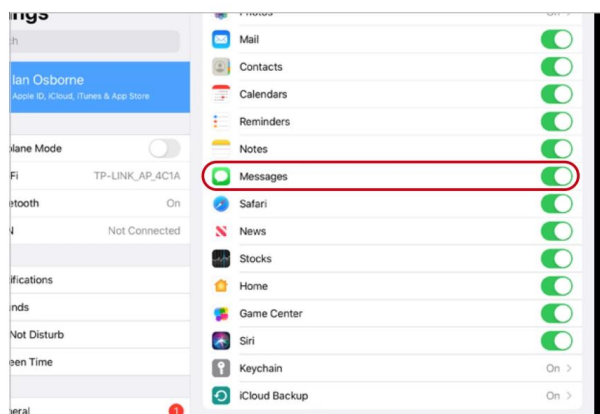 Mail
Contacts
Ian Osborne
Apple ID, iCloud, iTunes & App Store
Calendars
Reminders
lane Mode
Notes
Fi
TP-LINK_AP_4C1A
Messages
etooth
On
Safari
N
Not Connected
News
Stocks
ifications
Home
nds
Game Center
Not Disturb
Siri
een Time
Keychain
On >
iCloud Backup
On >
eral
1